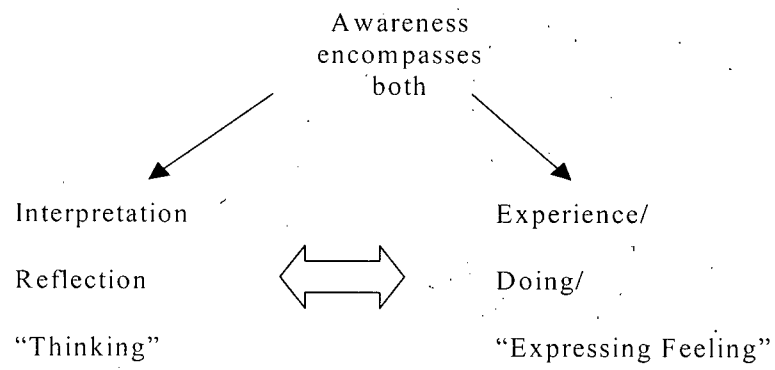 Awareness
encompasses
both
Interpretation
Experience/
Reflection
Doing/
“Thinking”
“Expressing Feeling”